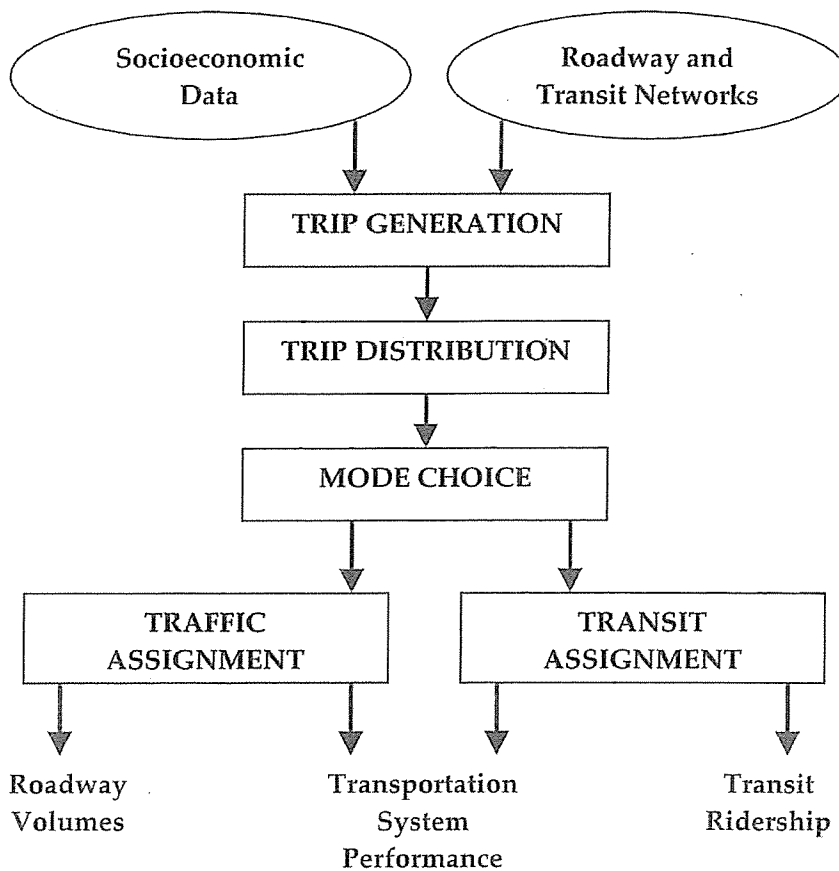 Socioeconomic
Data
Roadway and
Transit Networks
TRIP GENERATION
TRIP DISTRIBUTION
MODE CHOICE
TRAFFIC
ASSIGNMENT
TRANSIT
ASSIGNMENT
Roadway
Volumes
Transportation
System
Performance
Transit
Ridership